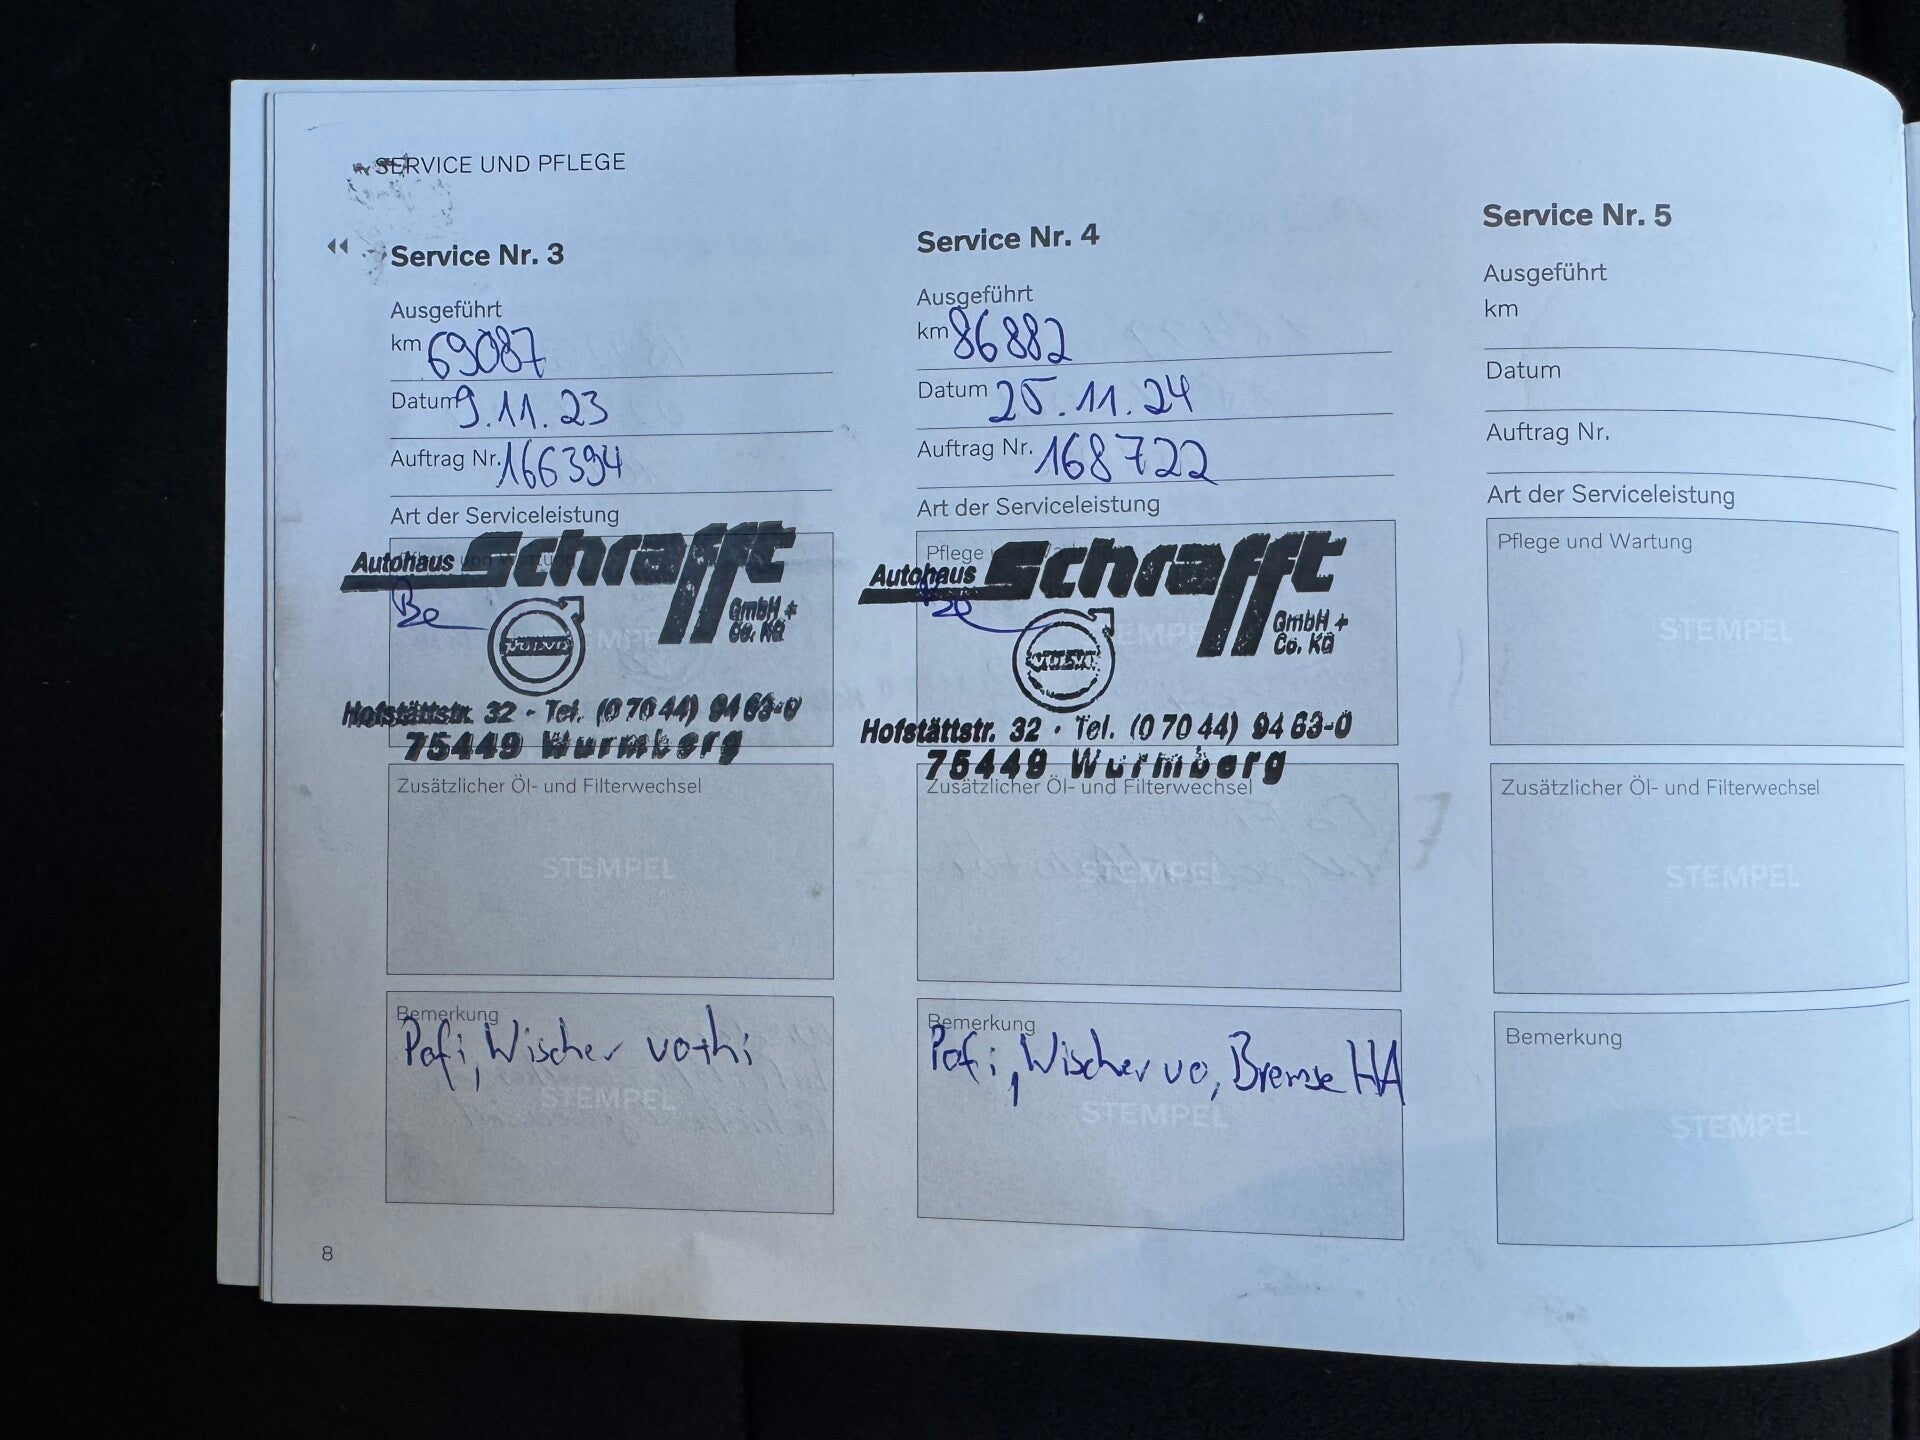 SERVICE UND PFLEGE
Service Nr. 3
Ausgeführt
km 69087
Datum 9.11.23
Auftrag Nr. 166394
Art der Serviceleistung
Autohaus Schrafft
GmbH +
Co. KG
Be
VOLVO
Hofstättstr. 32 · Tel. (0 70 44) 94 63-0
75449 Wurmberg
Zusätzlicher Öl- und Filterwechsel
STEMPEL
Bemerkung
Pofi, Wischer vo+hi
STEMPEL
Service Nr. 4
Ausgeführt
km 86882
Datum 25.11.24
Auftrag Nr. 168722
Art der Serviceleistung
Pflege
Autohaus Schrafft
GmbH +
Co. KG
Be
VOLVO
Hofstättstr. 32 · Tel. (0 70 44) 94 63-0
75449 Wurmberg
Zusätzlicher Öl- und Filterwechsel
STEMPEL
Bemerkung
Pofi, Wischer vo, Bremse HA
STEMPEL
Service Nr. 5
Ausgeführt
km
Datum
Auftrag Nr.
Art der Serviceleistung
Pflege und Wartung
STEMPEL
Zusätzlicher Öl- und Filterwechsel
STEMPEL
Bemerkung
STEMPEL
8